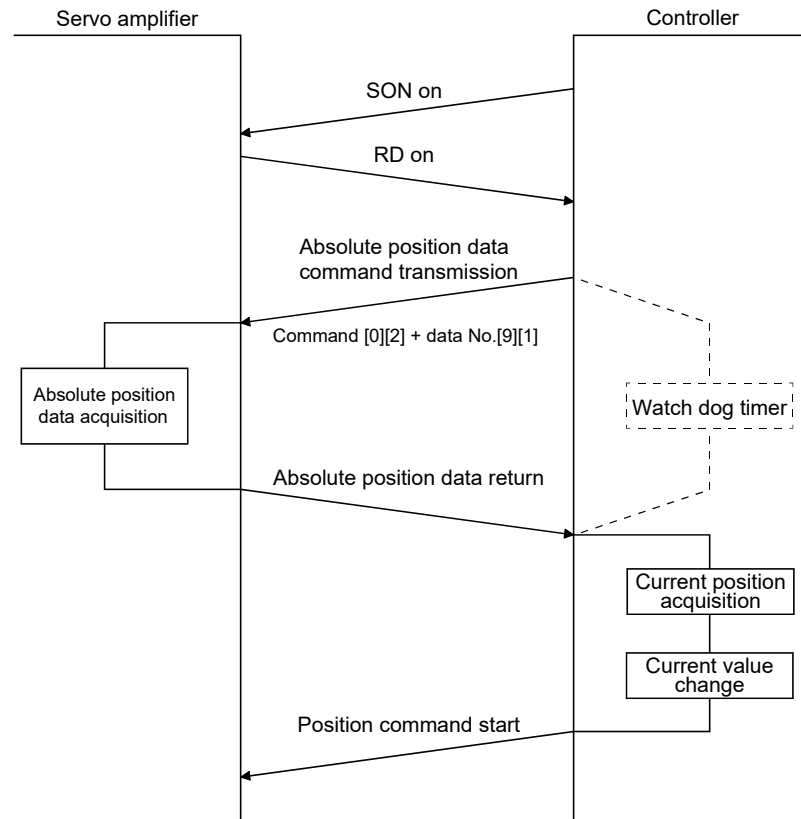 Servo amplifier
Controller
SON on
RD on
Absolute position data
command transmission
Command [0][2] + data No.[9][1]
Absolute position
data acquisition
Watch dog timer
Absolute position data return
Current position
acquisition
Current value
change
Position command start